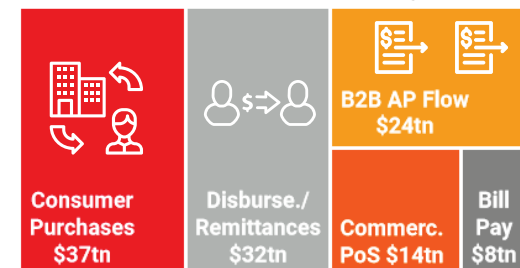 Consumer
Purchases
$37tn
$
Disburse./
Remittances
$32tn
$
$
B2B AP Flow
$24tn
Commerc.
PoS $14tn
Bill
Pay
$8tn